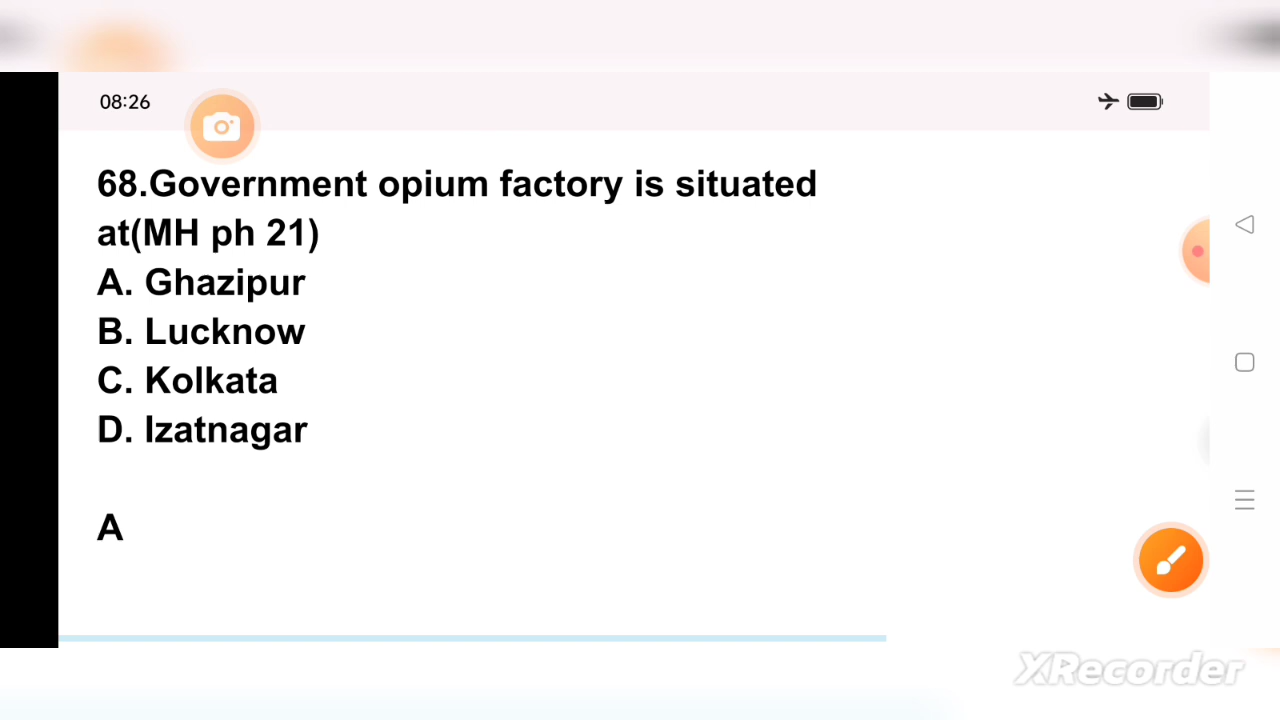 08:26
68.Government opium factory is situated
at(MH ph 21)
A. Ghazipur
B. Lucknow
C. Kolkata
D. Izatnagar
A
XRecorder